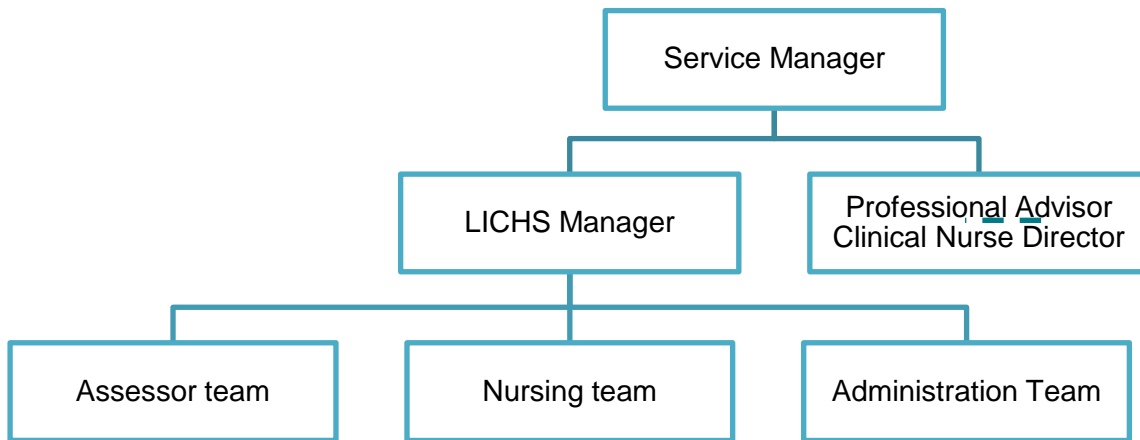 Service Manager
LICHS Manager
Professional Advisor
Clinical Nurse Director
Assessor team
Nursing team
Administration Team